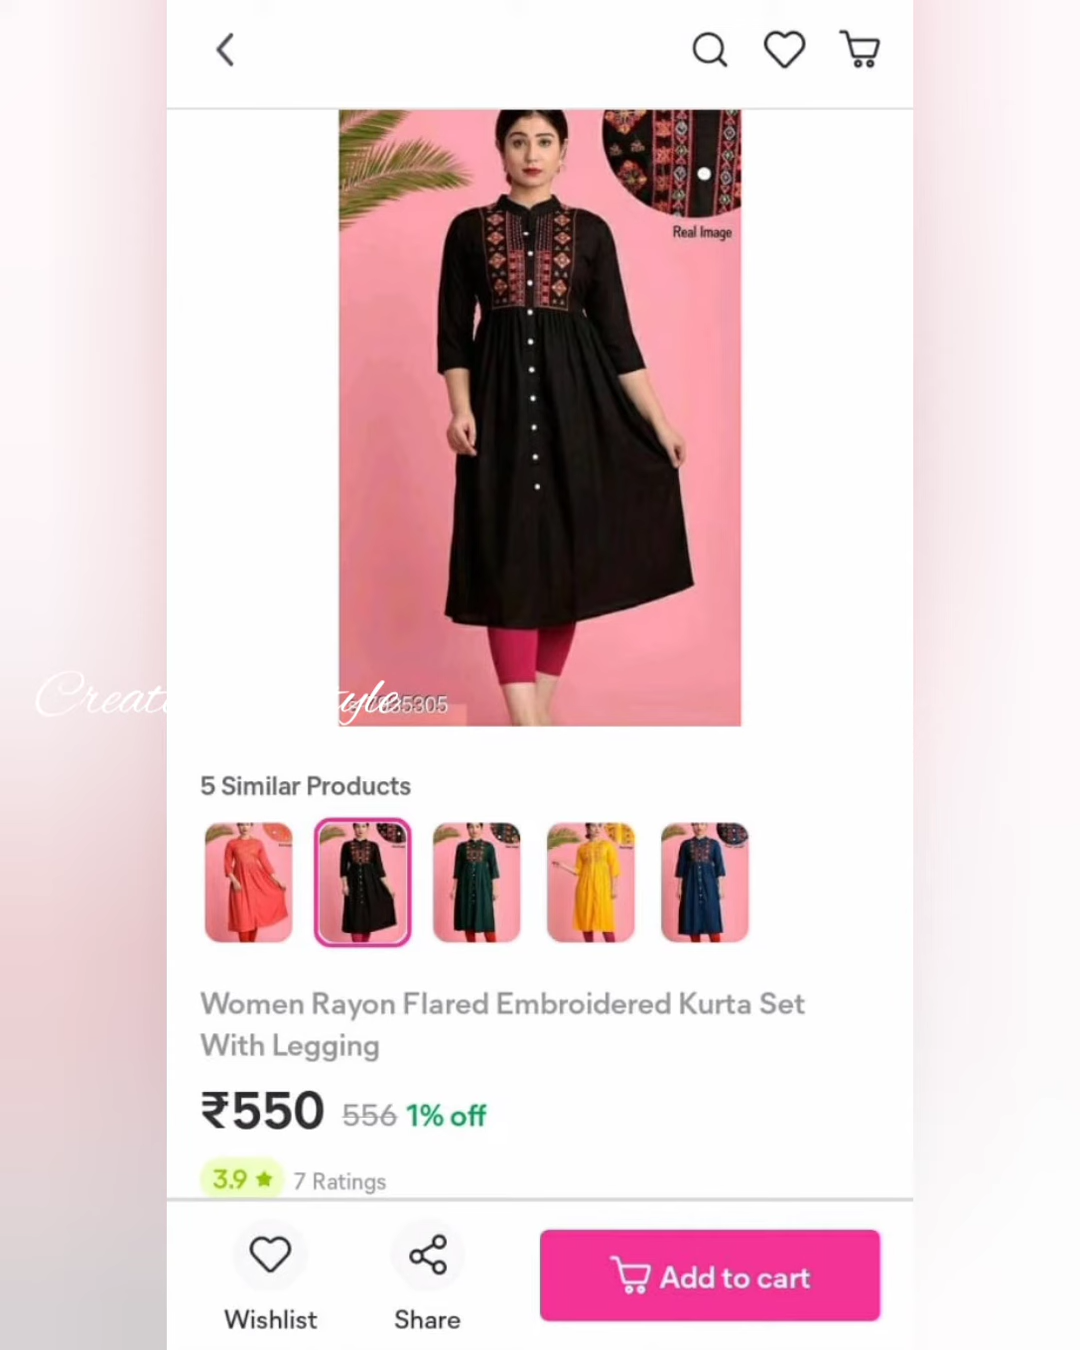 Real Image
5 Similar Products
Women Rayon Flared Embroidered Kurta Set
With Legging
₹550 556 1% off
3.9 ★ 7 Ratings
Wishlist
Share
Add to cart